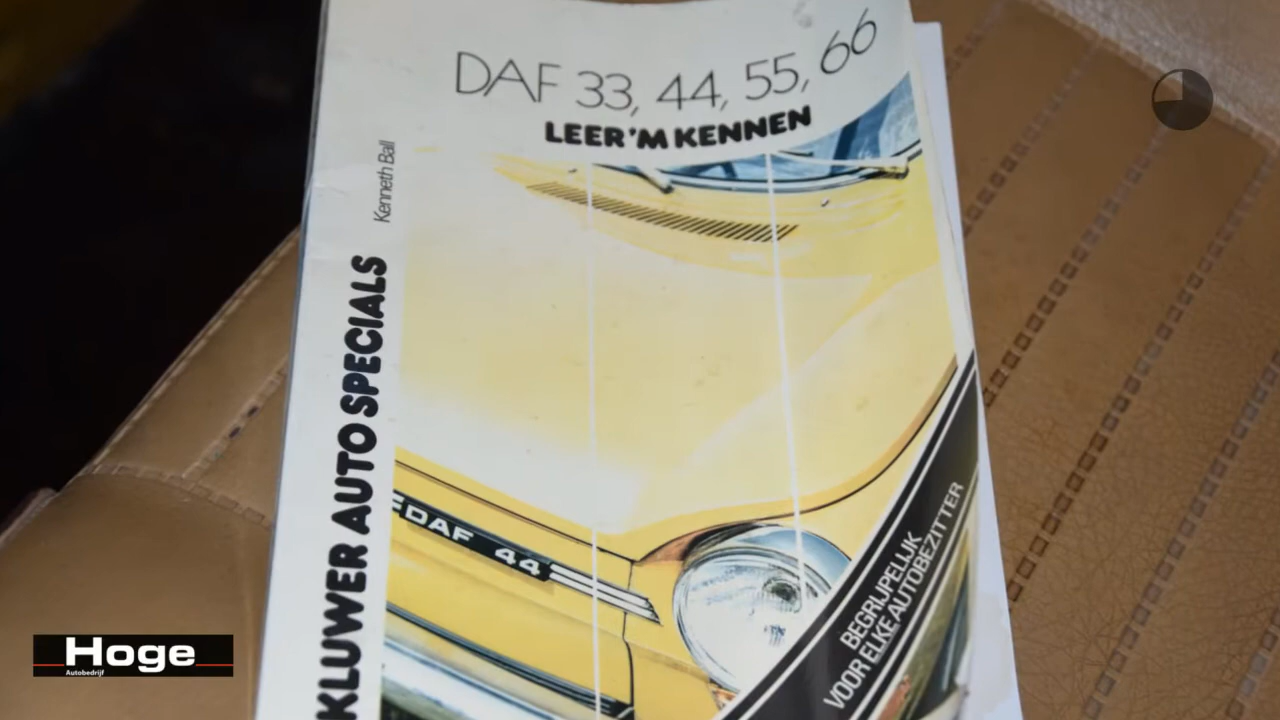 DAF 33, 44, 55, 66
LEER 'M KENNEN
Kenneth Ball
KLUWER AUTO SPECIALS
DAF 44
BEGRIJPELIJK
VOOR ELKE AUTOBEZITTER
Hoge
Autobedrijf